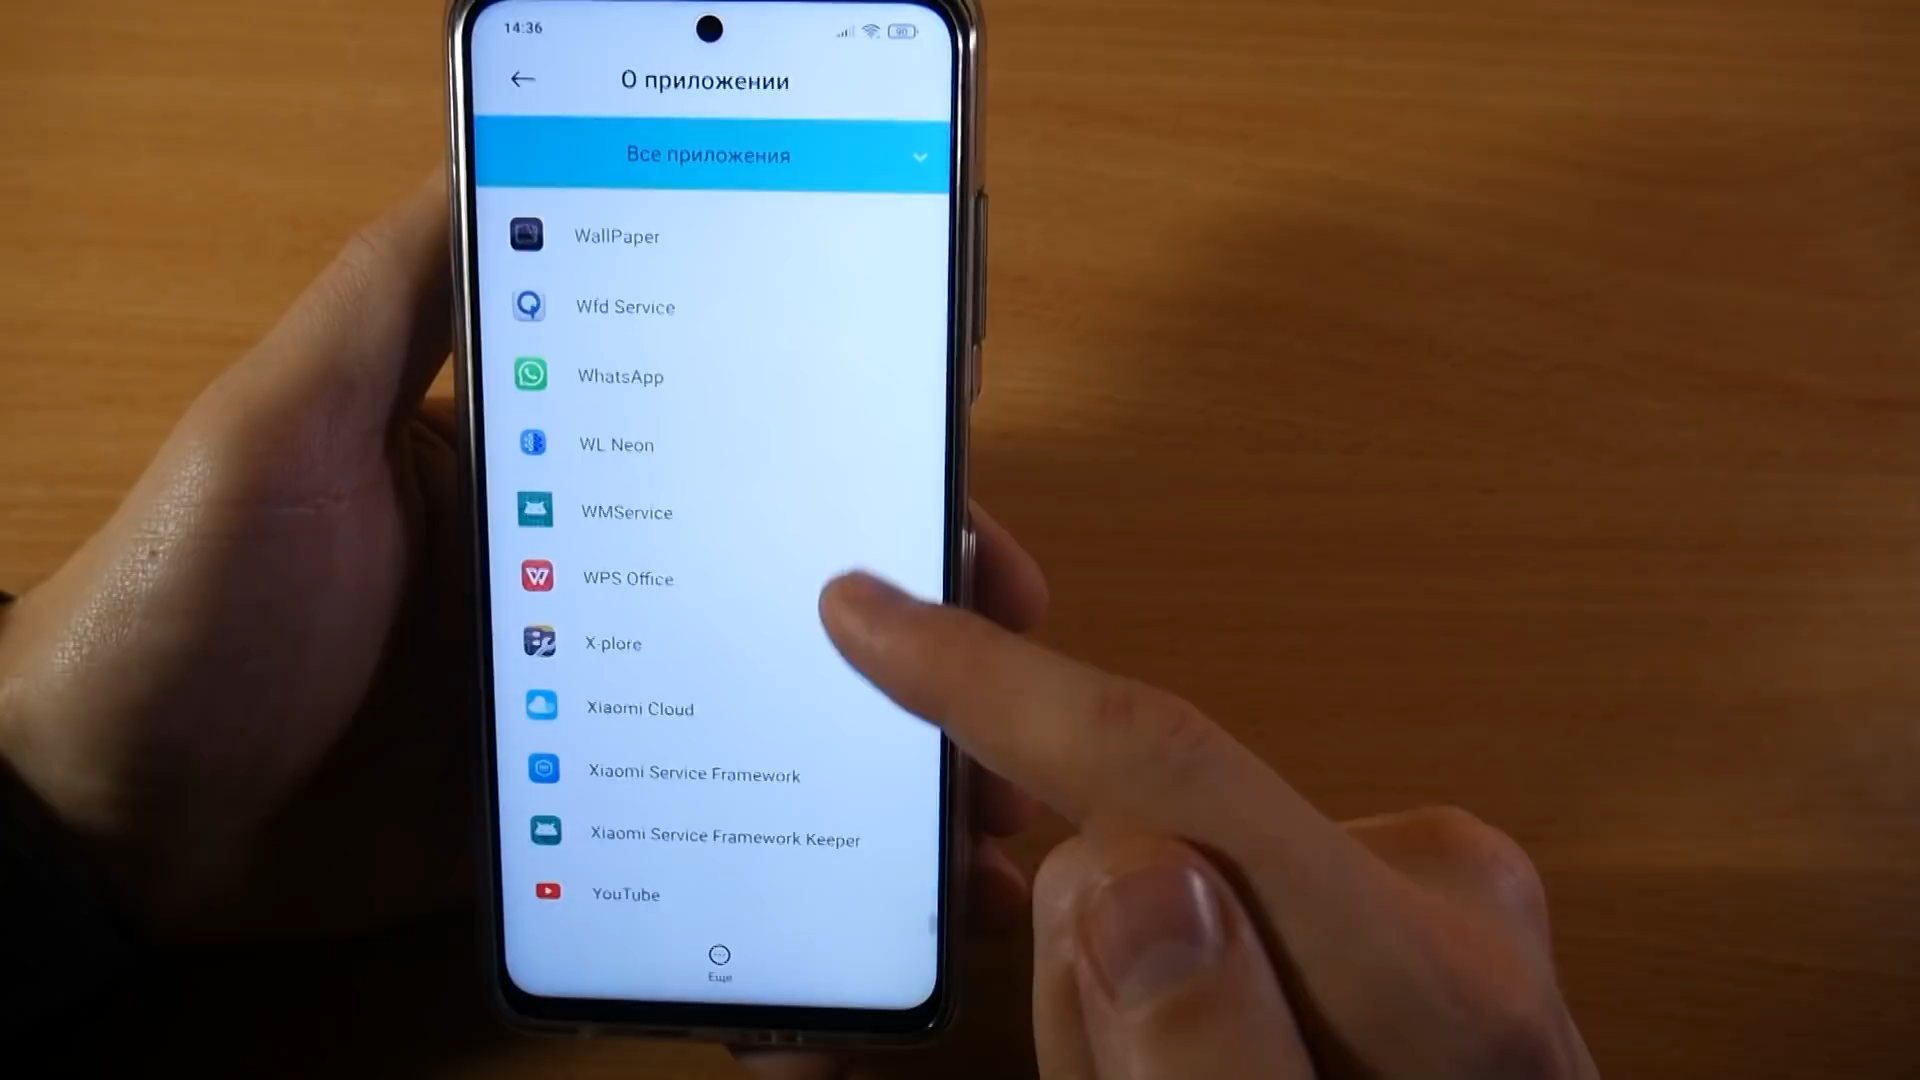 14:36
90
О приложении
Все приложения
WallPaper
Wfd Service
WhatsApp
WL Neon
WMService
WPS Office
X-plore
Xiaomi Cloud
Xiaomi Service Framework
Xiaomi Service Framework Keeper
YouTube
Еще